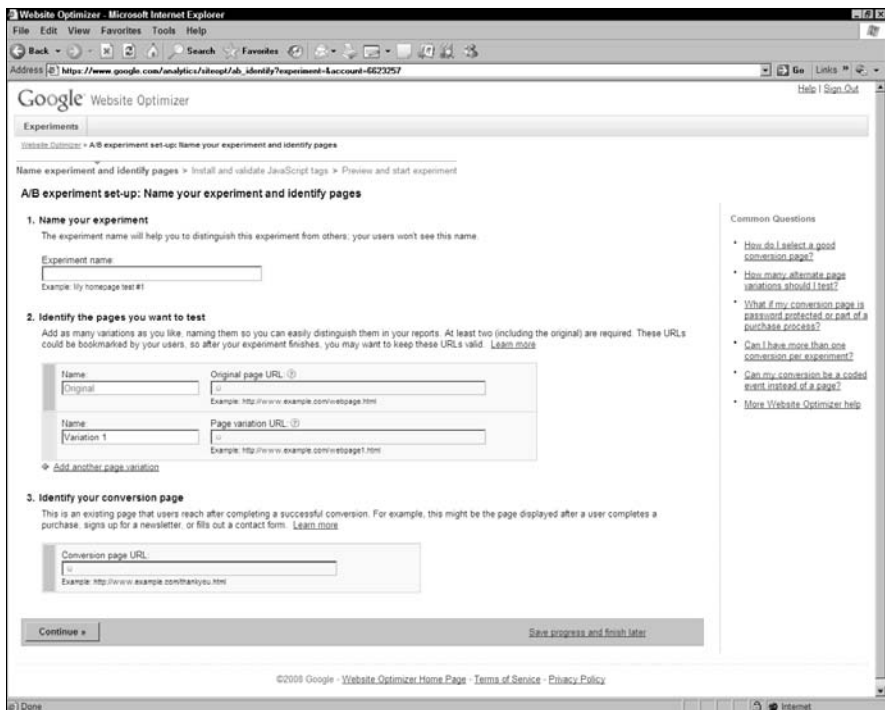 Website Optimizer - Microsoft Internet Explorer
File Edit View Favorites Tools Help
Back Search Favorites
Address https://www.google.com/analytics/siteopt/ab_identify?experiment=&account=6623257 Go Links »
Help | Sign Out
Google Website Optimizer
Experiments
Website Optimizer > A/B experiment set-up: Name your experiment and identify pages
Name experiment and identify pages > Install and validate JavaScript tags > Preview and start experiment
A/B experiment set-up: Name your experiment and identify pages
1. Name your experiment
The experiment name will help you to distinguish this experiment from others; your users won't see this name.
Experiment name:
Example: My homepage test #1
2. Identify the pages you want to test
Add as many variations as you like, naming them so you can easily distinguish them in your reports. At least two (including the original) are required. These URLs
could be bookmarked by your users, so after your experiment finishes, you may want to keep these URLs valid. Learn more
Name: Original page URL: ?
Original
Example: http://www.example.com/webpage.html
Name: Page variation URL: ?
Variation 1
Example: http://www.example.com/webpage1.html
Add another page variation
3. Identify your conversion page
This is an existing page that users reach after completing a successful conversion. For example, this might be the page displayed after a user completes a
purchase, signs up for a newsletter, or fills out a contact form. Learn more
Conversion page URL:
Example: http://www.example.com/thankyou.html
Continue »
Save progress and finish later
Common Questions
How do I select a good
conversion page?
How many alternate page
variations should I test?
What if my conversion page is
password protected or part of a
purchase process?
Can I have more than one
conversion per experiment?
Can my conversion be a coded
event instead of a page?
More Website Optimizer help
©2008 Google - Website Optimizer Home Page - Terms of Service - Privacy Policy
Done
Internet